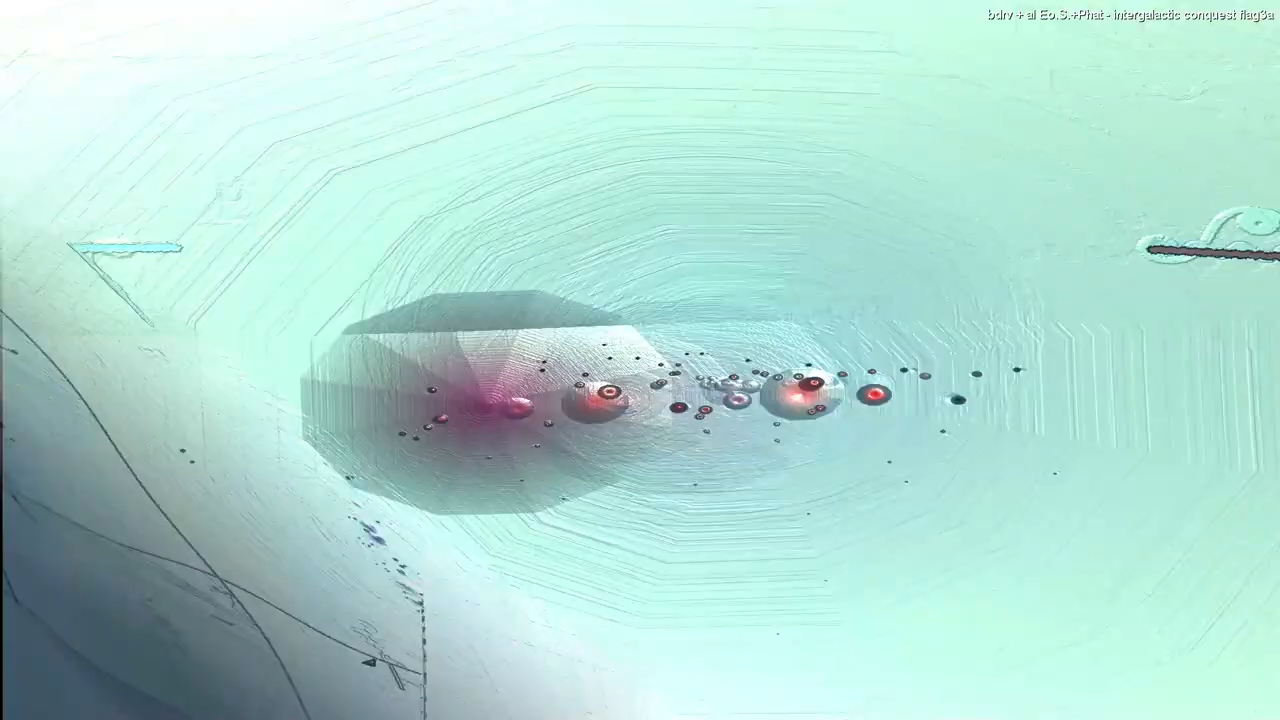 bdrv + al Eo.S.+Phat - intergalactic conquest flag3a